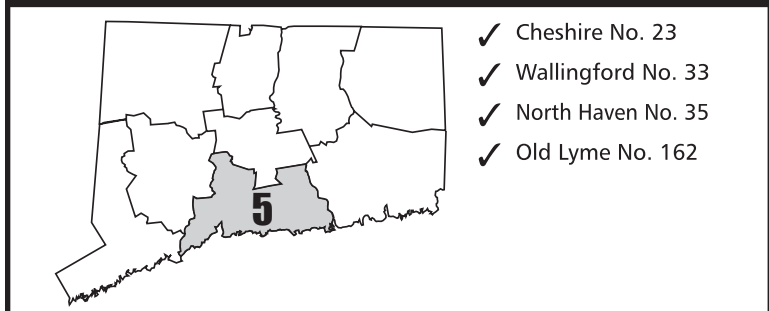 ✓ Cheshire No. 23
✓ Wallingford No. 33
✓ North Haven No. 35
✓ Old Lyme No. 162
5